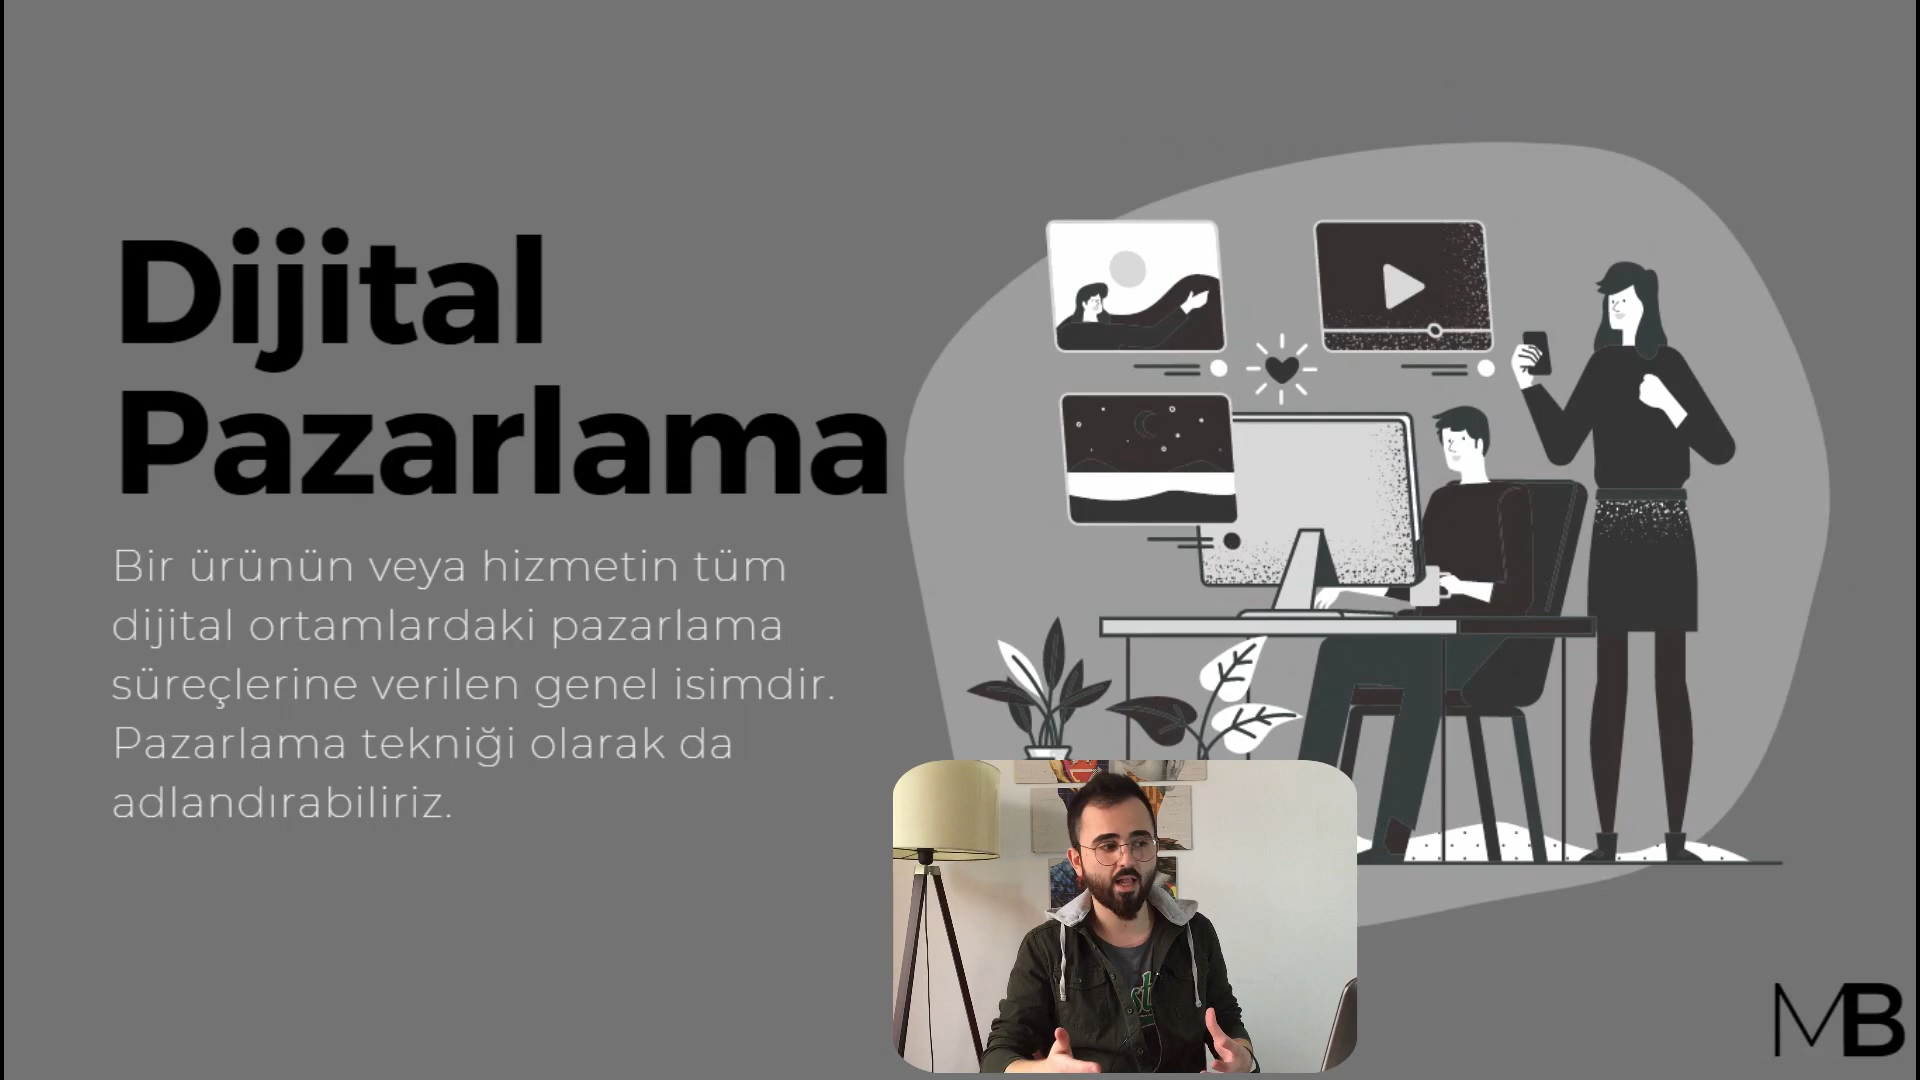 Dijital
Pazarlama
Bir ürünün veya hizmetin tüm
dijital ortamlardaki pazarlama
süreçlerine verilen genel isimdir.
Pazarlama tekniği olarak da
adlandırabiliriz.
MB